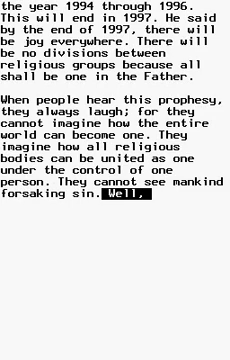 the year 1994 through 1996.
This will end in 1997. He said
by the end of 1997, there will
be joy everywhere. There will
be no divisions between
religious groups because all
shall be one in the Father.

When people hear this prophesy,
they always laugh; for they
cannot imagine how the entire
world can become one. They
imagine how all religious
bodies can be united as one
under the control of one
person. They cannot see mankind
forsaking sin. Well,